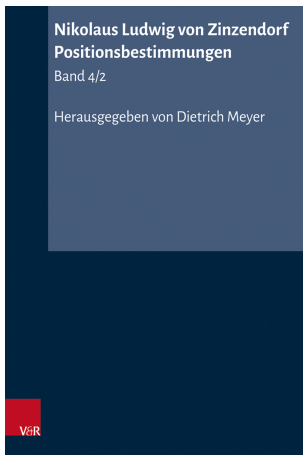 Nikolaus Ludwig von Zinzendorf
Positionsbestimmungen
Band 4/2
Herausgegeben von Dietrich Meyer
V&R